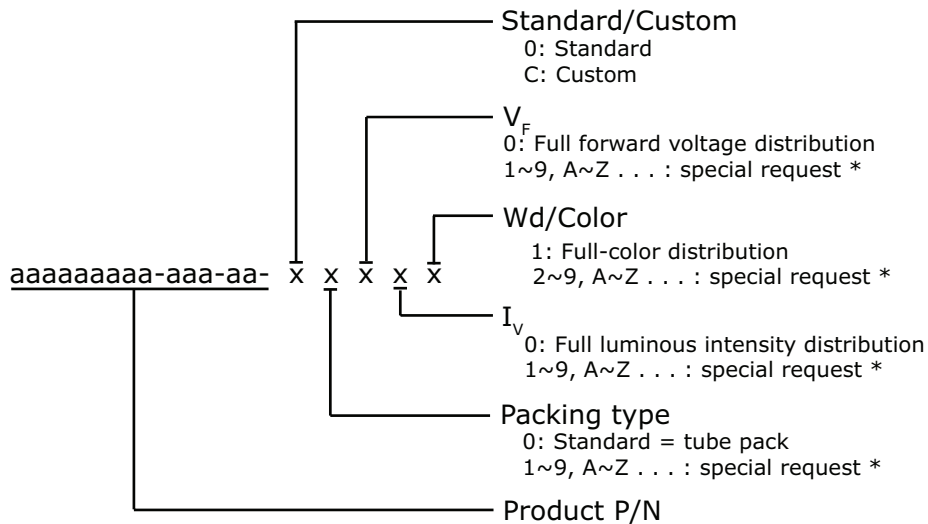 Standard/Custom
0: Standard
C: Custom
VF
0: Full forward voltage distribution
1~9, A~Z . . . : special request *
Wd/Color
1: Full-color distribution
2~9, A~Z . . . : special request *
aaaaaaaaa-aaa-aa- x x x x x
IV
0: Full luminous intensity distribution
1~9, A~Z . . . : special request *
Packing type
0: Standard = tube pack
1~9, A~Z . . . : special request *
Product P/N